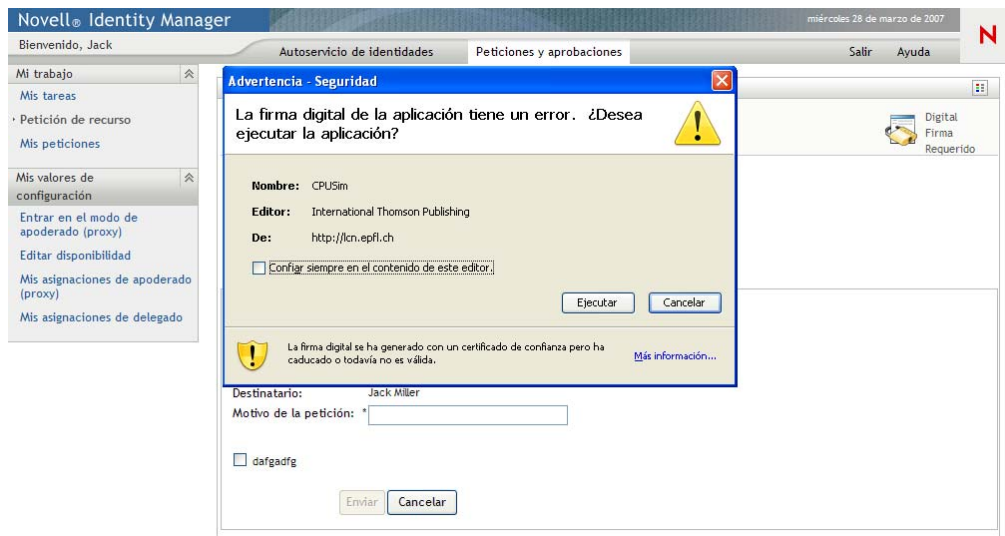 Novell® Identity Manager
miércoles 28 de marzo de 2007
N
Bienvenido, Jack
Autoservicio de identidades
Peticiones y aprobaciones
Salir
Ayuda
Mi trabajo
Mis tareas
Petición de recurso
Mis peticiones
Mis valores de
configuración
Entrar en el modo de
apoderado (proxy)
Editar disponibilidad
Mis asignaciones de apoderado
(proxy)
Mis asignaciones de delegado
Digital
Firma
Requerido
Advertencia - Seguridad
La firma digital de la aplicación tiene un error. ¿Desea
ejecutar la aplicación?
Nombre: CPUSim
Editor: International Thomson Publishing
De: http://lcn.epfl.ch
Confiar siempre en el contenido de este editor.
Ejecutar
Cancelar
La firma digital se ha generado con un certificado de confianza pero ha
caducado o todavía no es válida.
Más información...
Destinatario: Jack Miller
Motivo de la petición: *
dafgadfg
Enviar
Cancelar